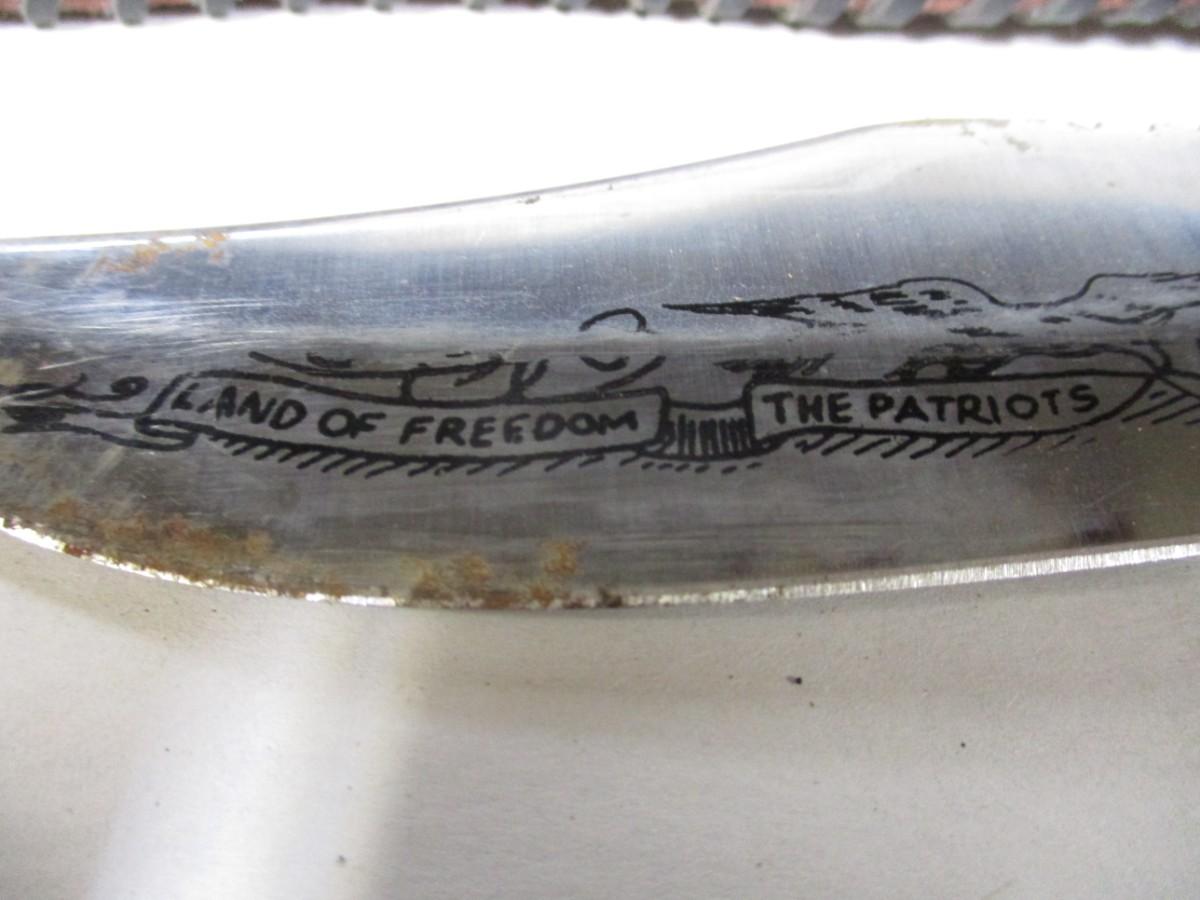 LAND OF FREEDOM
THE PATRIOTS